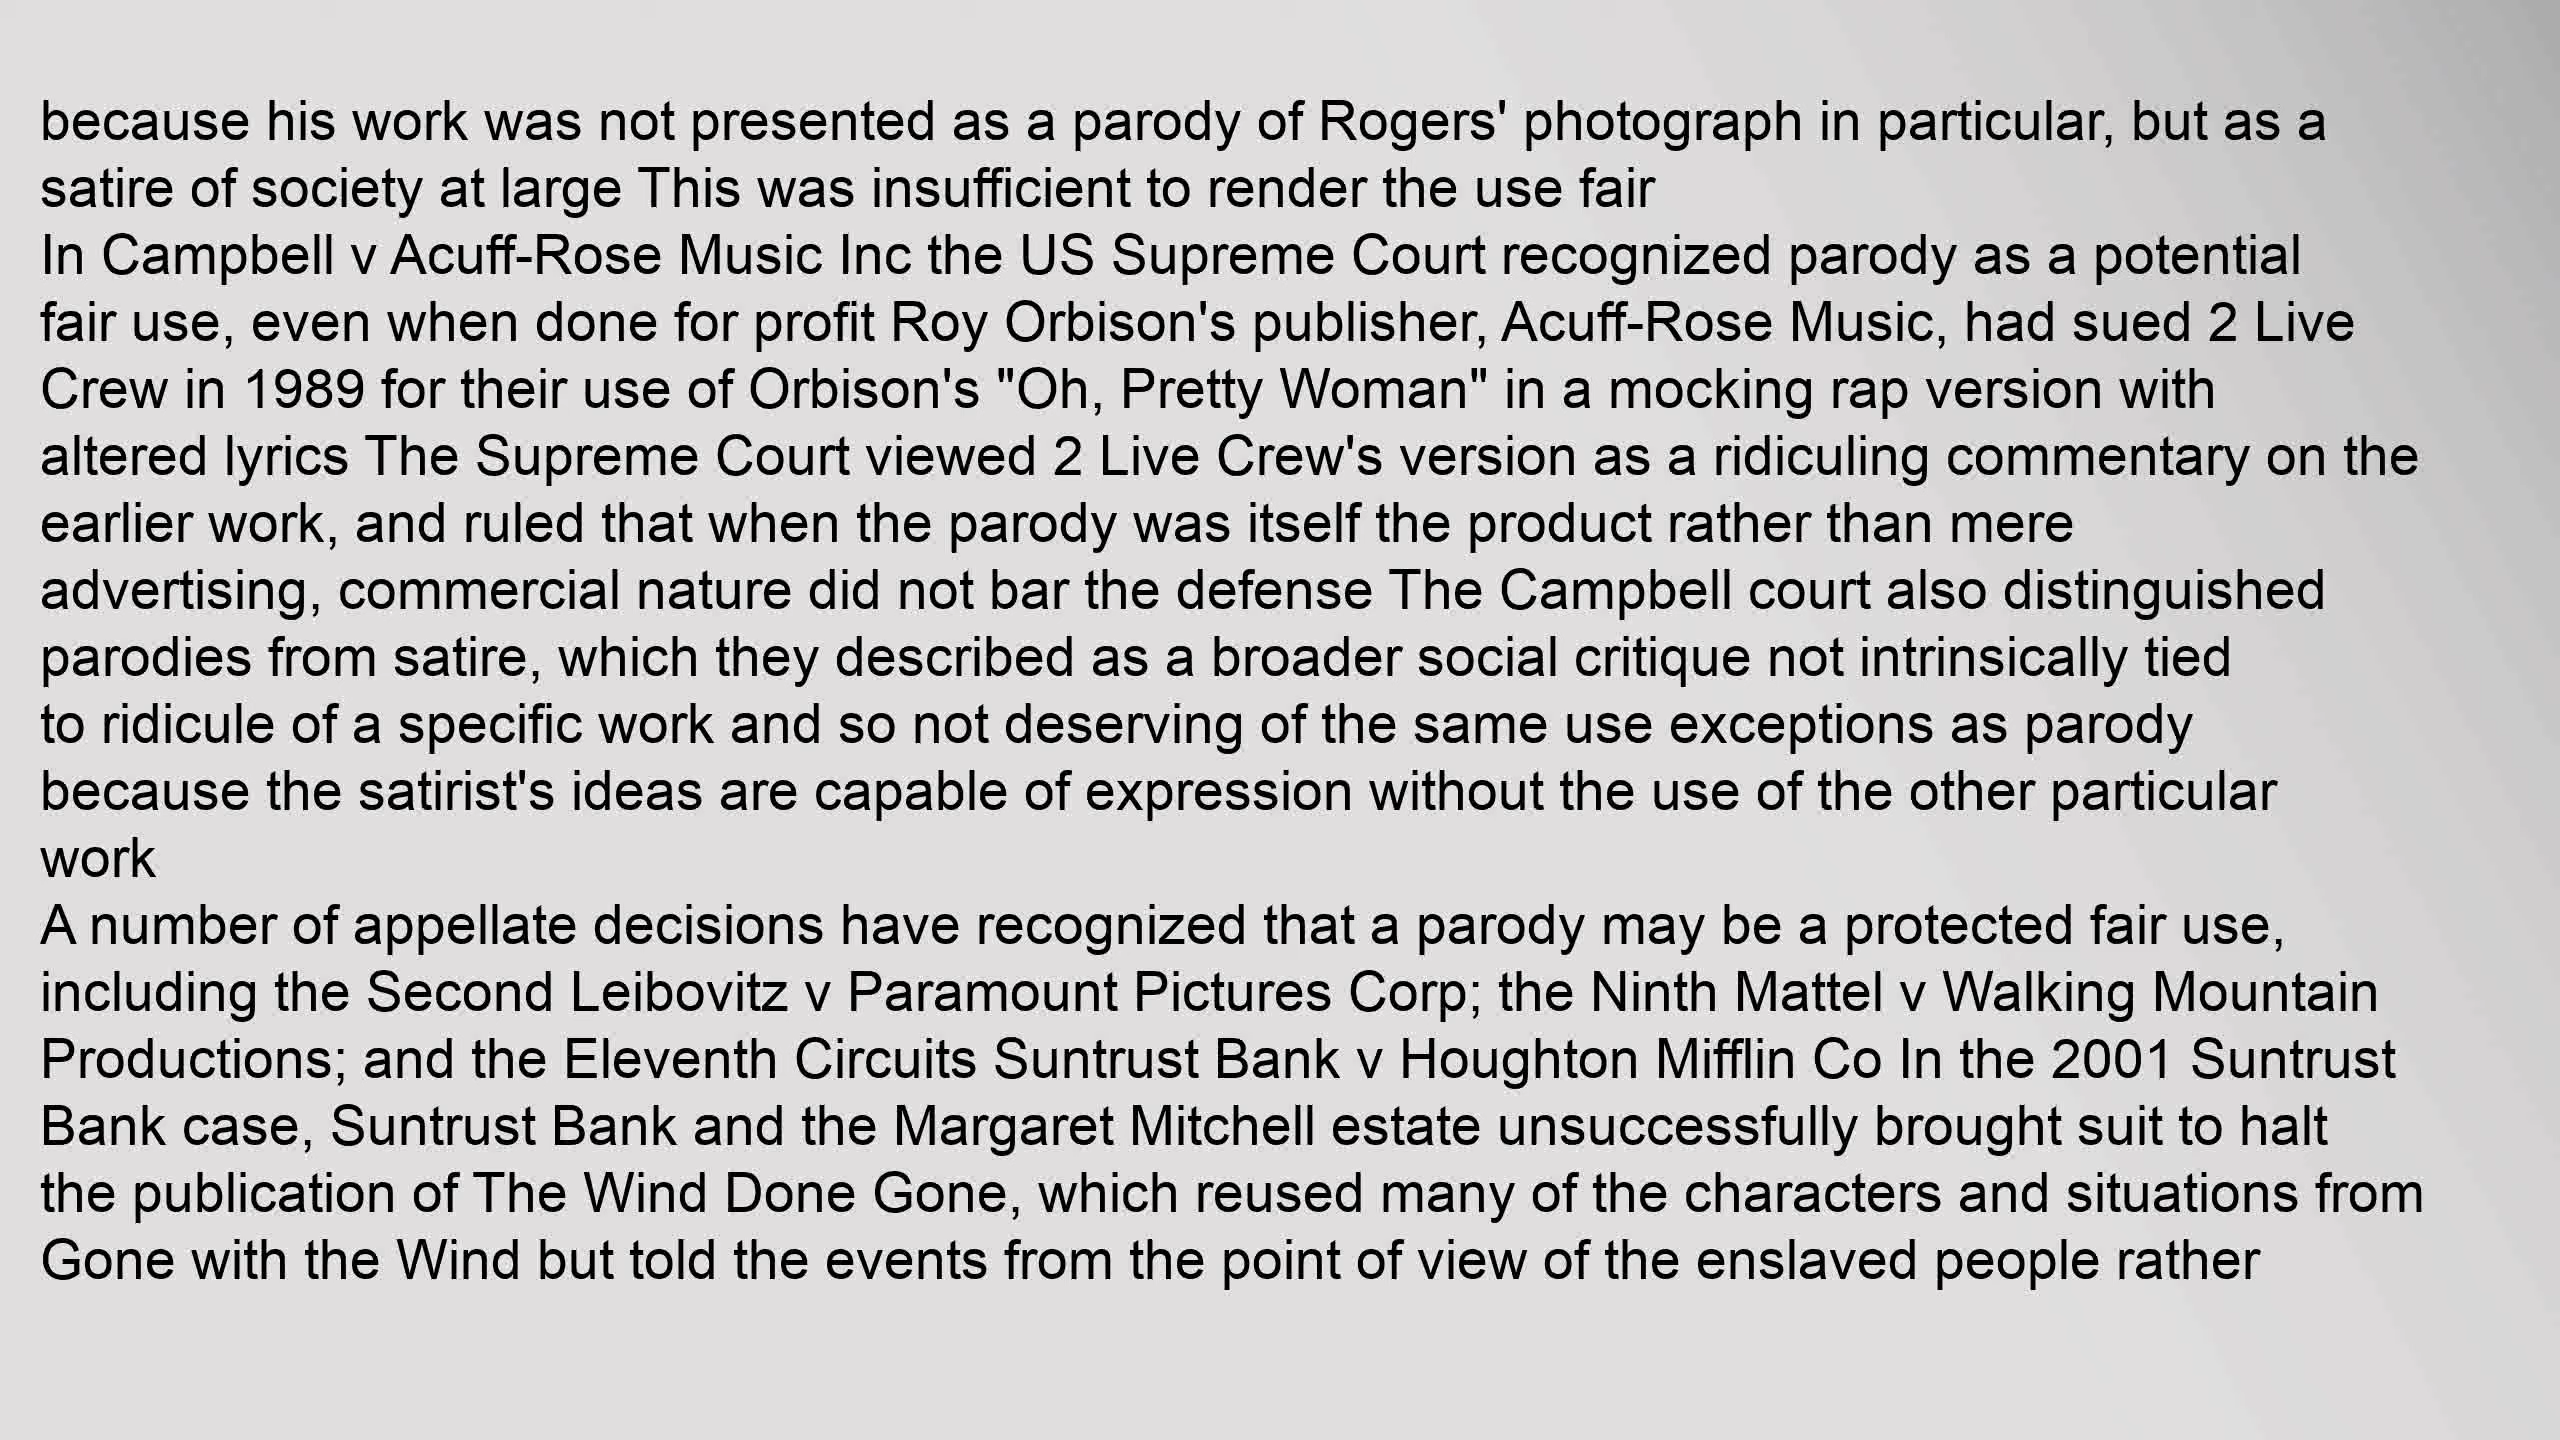 because his work was not presented as a parody of Rogers' photograph in particular, but as a
satire of society at large This was insufficient to render the use fair
In Campbell v Acuff-Rose Music Inc the US Supreme Court recognized parody as a potential
fair use, even when done for profit Roy Orbison's publisher, Acuff-Rose Music, had sued 2 Live
Crew in 1989 for their use of Orbison's "Oh, Pretty Woman" in a mocking rap version with
altered lyrics The Supreme Court viewed 2 Live Crew's version as a ridiculing commentary on the
earlier work, and ruled that when the parody was itself the product rather than mere
advertising, commercial nature did not bar the defense The Campbell court also distinguished
parodies from satire, which they described as a broader social critique not intrinsically tied
to ridicule of a specific work and so not deserving of the same use exceptions as parody
because the satirist's ideas are capable of expression without the use of the other particular
work
A number of appellate decisions have recognized that a parody may be a protected fair use,
including the Second Leibovitz v Paramount Pictures Corp; the Ninth Mattel v Walking Mountain
Productions; and the Eleventh Circuits Suntrust Bank v Houghton Mifflin Co In the 2001 Suntrust
Bank case, Suntrust Bank and the Margaret Mitchell estate unsuccessfully brought suit to halt
the publication of The Wind Done Gone, which reused many of the characters and situations from
Gone with the Wind but told the events from the point of view of the enslaved people rather